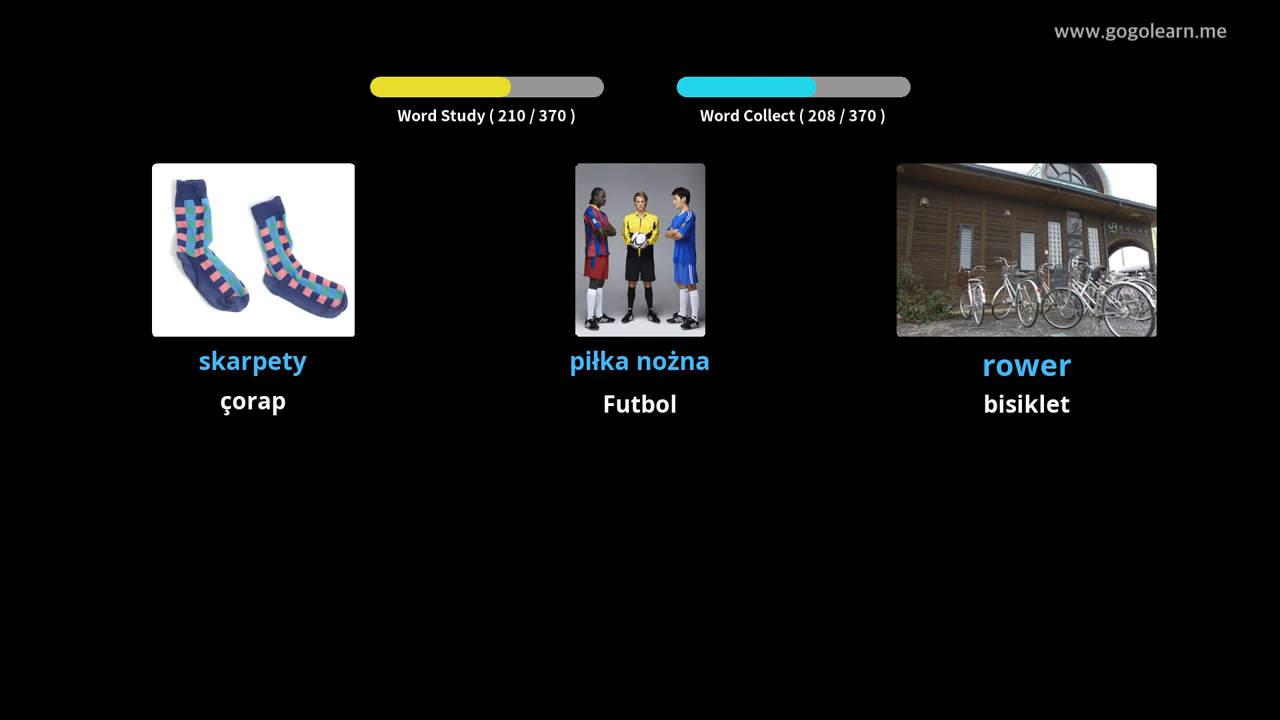 www.gogolearn.me
Word Study ( 210 / 370 )
Word Collect ( 208 / 370 )
skarpety
çorap
piłka nożna
Futbol
rower
bisiklet